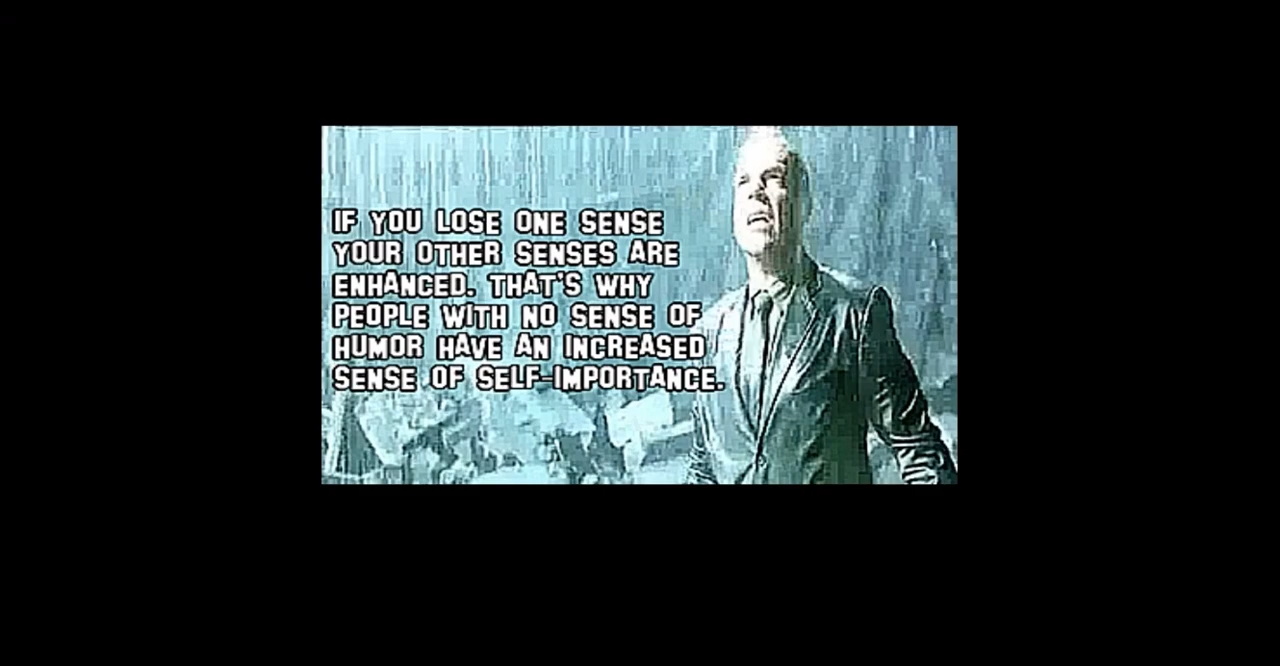 IF YOU LOSE ONE SENSE
YOUR OTHER SENSES ARE
ENHANCED. THAT'S WHY
PEOPLE WITH NO SENSE OF
HUMOR HAVE AN INCREASED
SENSE OF SELF-IMPORTANCE.